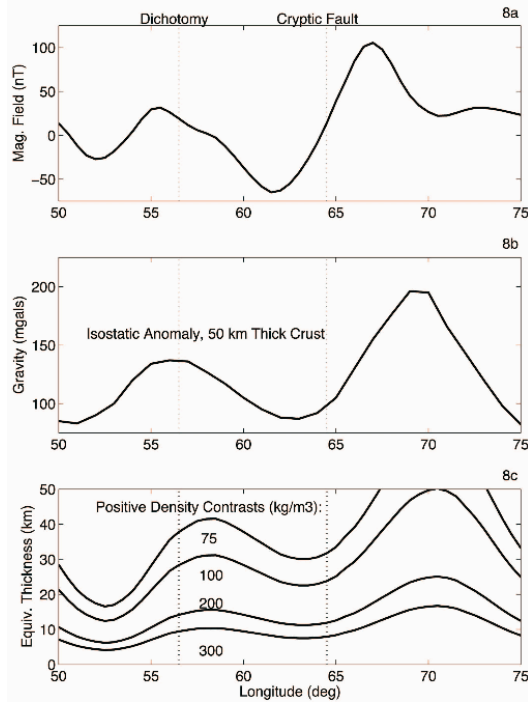 Dichotomy Cryptic Fault 8a
Mag. Field (nT)
100
50
0
−50
50 55 60 65 70 75
8b
Gravity (mgals)
200
150
100
Isostatic Anomaly, 50 km Thick Crust
50 55 60 65 70 75
8c
Equiv. Thickness (km)
50
40
30
20
10
0
Positive Density Contrasts (kg/m3):
75
100
200
300
50 55 60 65 70 75
Longitude (deg)